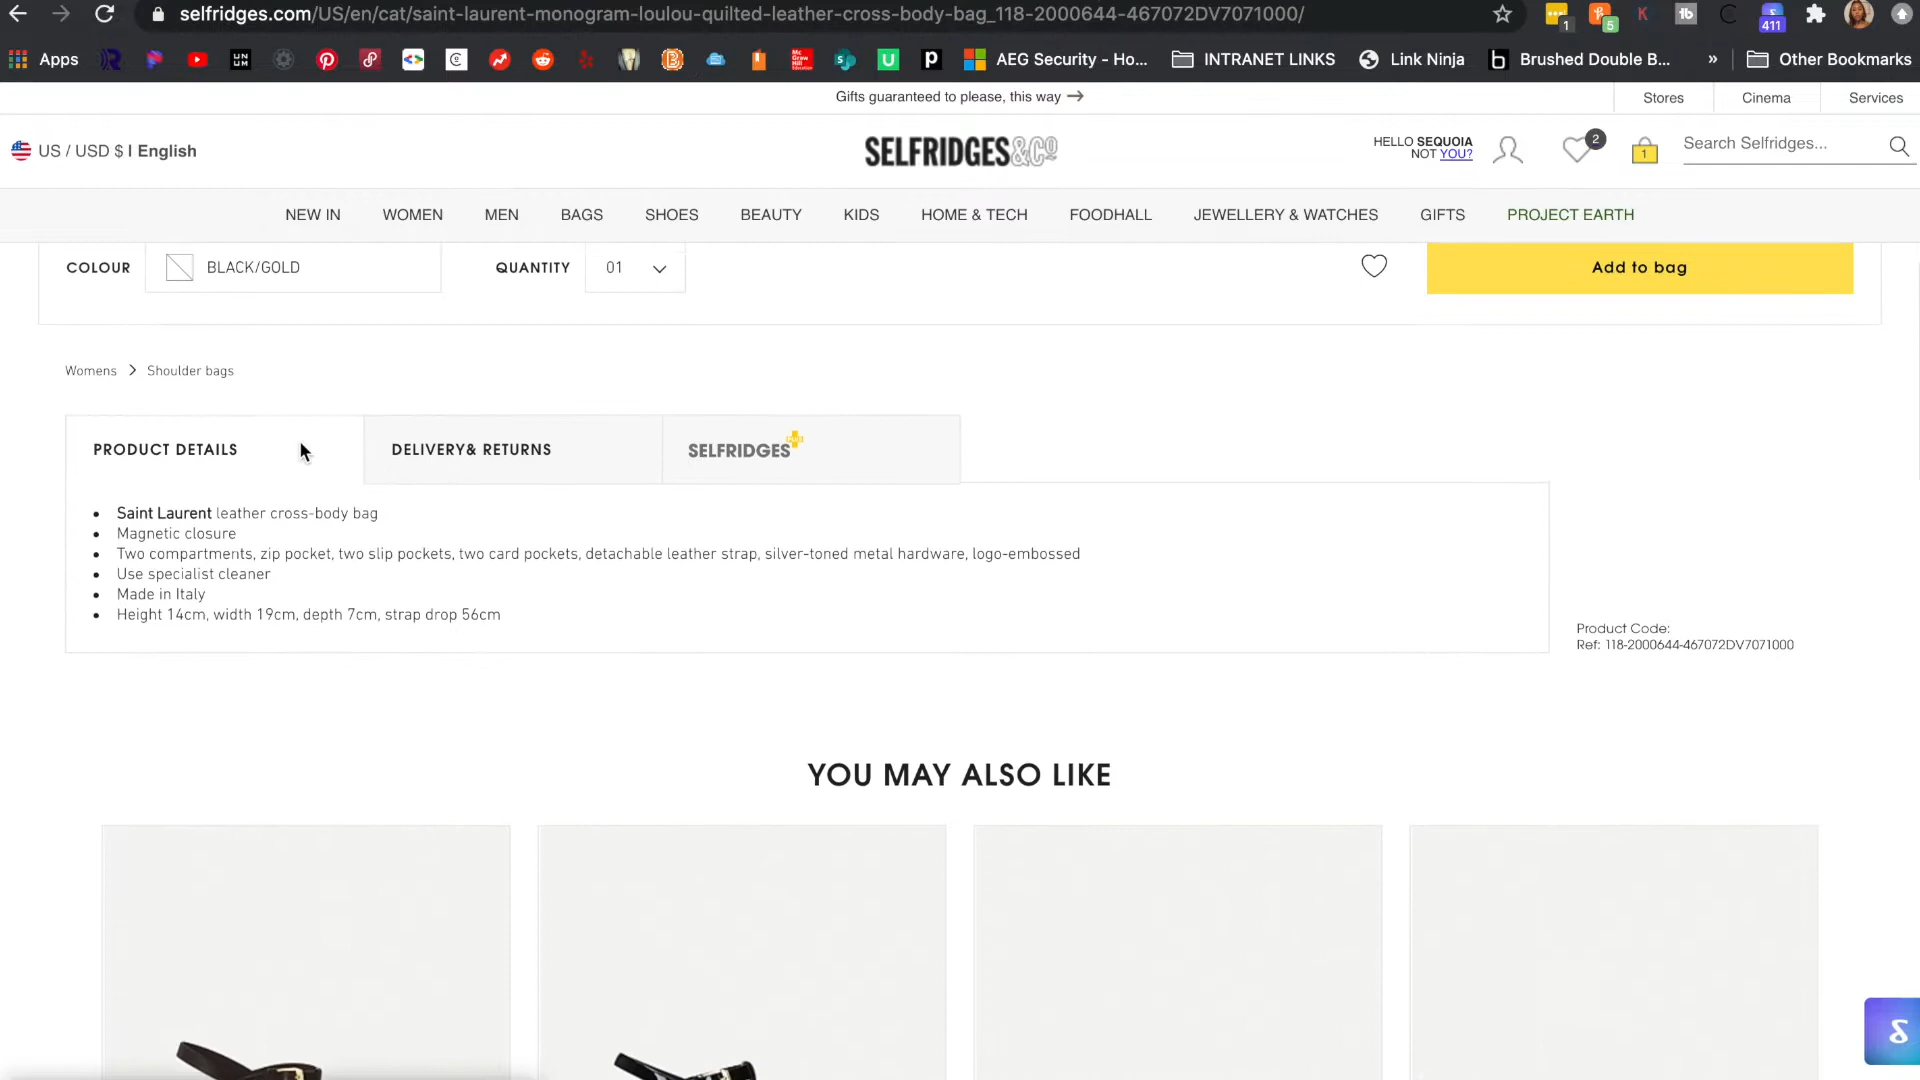 selfridges.com/US/en/cat/saint-laurent-monogram-loulou-quilted-leather-cross-body-bag_118-2000644-467072DV7071000/
1
5
411
Apps
AEG Security - Ho...
INTRANET LINKS
Link Ninja
Brushed Double B...
»
Other Bookmarks
Gifts guaranteed to please, this way
Stores
Cinema
Services
US / USD $ I English
SELFRIDGES&CO
HELLO SEQUOIA
NOT YOU?
2
1
Search Selfridges...
NEW IN
WOMEN
MEN
BAGS
SHOES
BEAUTY
KIDS
HOME & TECH
FOODHALL
JEWELLERY & WATCHES
GIFTS
PROJECT EARTH
COLOUR
BLACK/GOLD
QUANTITY
01
Add to bag
Womens
Shoulder bags
PRODUCT DETAILS
DELIVERY& RETURNS
SELFRIDGES
Saint Laurent leather cross-body bag
Magnetic closure
Two compartments, zip pocket, two slip pockets, two card pockets, detachable leather strap, silver-toned metal hardware, logo-embossed
Use specialist cleaner
Made in Italy
Height 14cm, width 19cm, depth 7cm, strap drop 56cm
Product Code:
Ref: 118-2000644-467072DV7071000
YOU MAY ALSO LIKE